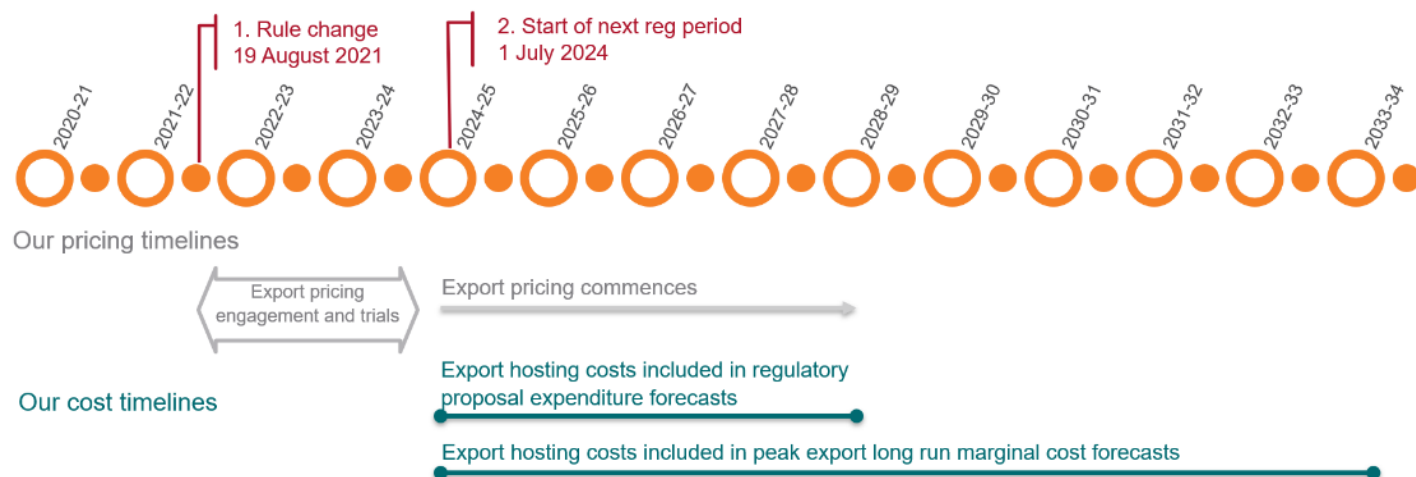 1. Rule change
19 August 2021
2. Start of next reg period
1 July 2024
2020-21
2021-22
2022-23
2023-24
2024-25
2025-26
2026-27
2027-28
2028-29
2029-30
2030-31
2031-32
2032-33
2033-34
Our pricing timelines
Export pricing
engagement and trials
Export pricing commences
Our cost timelines
Export hosting costs included in regulatory
proposal expenditure forecasts
Export hosting costs included in peak export long run marginal cost forecasts